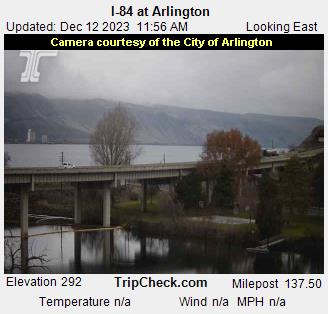 I-84 at Arlington
Updated: Dec 12 2023 11:56 AM Looking East
Camera courtesy of the City of Arlington
Elevation 292 TripCheck.com Milepost 137.50
Temperature n/a Wind n/a MPH n/a